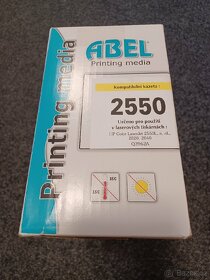 ABEL
Printing media
Printing media
Kompatibilní kazeta :
2550
Určeno pro použití
v laserových tiskárnách :
HP Color LaserJet 2550L, n, nL,
2820, 2840
Q3962A